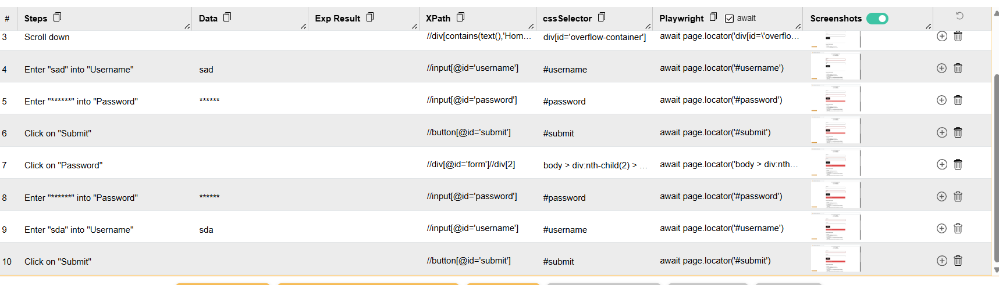 # Steps Data Exp Result XPath cssSelector Playwright await Screenshots
3 Scroll down //div[contains(text(),'Hom... div[id='overflow-container'] await page.locator('div[id=\'overflo...
4 Enter "sad" into "Username" sad //input[@id='username'] #username await page.locator('#username')
5 Enter "******" into "Password" ****** //input[@id='password'] #password await page.locator('#password')
6 Click on "Submit" //button[@id='submit'] #submit await page.locator('#submit')
7 Click on "Password" //div[@id='form']//div[2] body > div:nth-child(2) > ... await page.locator('body > div:nth...
8 Enter "******" into "Password" ****** //input[@id='password'] #password await page.locator('#password')
9 Enter "sda" into "Username" sda //input[@id='username'] #username await page.locator('#username')
10 Click on "Submit" //button[@id='submit'] #submit await page.locator('#submit')